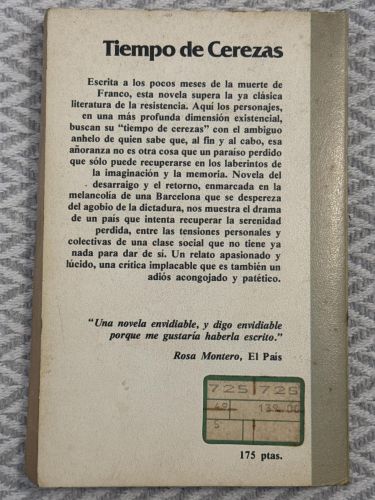 Tiempo de Cerezas
Escrita a los pocos meses de la muerte de
Franco, esta novela supera la ya clásica
literatura de la resistencia. Aquí los personajes,
en una más profunda dimensión existencial,
buscan su "tiempo de cerezas" con el ambiguo
anhelo de quien sabe que, al fin y al cabo, esa
añoranza no es otra cosa que un paraíso perdido
que sólo puede recuperarse en los laberintos de
la imaginación y la memoria. Novela del
desarraigo y el retorno, enmarcada en la
melancolía de una Barcelona que se despereza
del agobio de la dictadura, nos muestra el drama
de un país que intenta recuperar la serenidad
perdida, entre las tensiones personales y
colectivas de una clase social que no tiene ya
nada para dar de sí. Un relato apasionado y
lúcido, una crítica implacable que es también un
adiós acongojado y patético.
"Una novela envidiable, y digo envidiable
porque me gustaría haberla escrito."
Rosa Montero, El País
725 725
139.00
5
175 ptas.